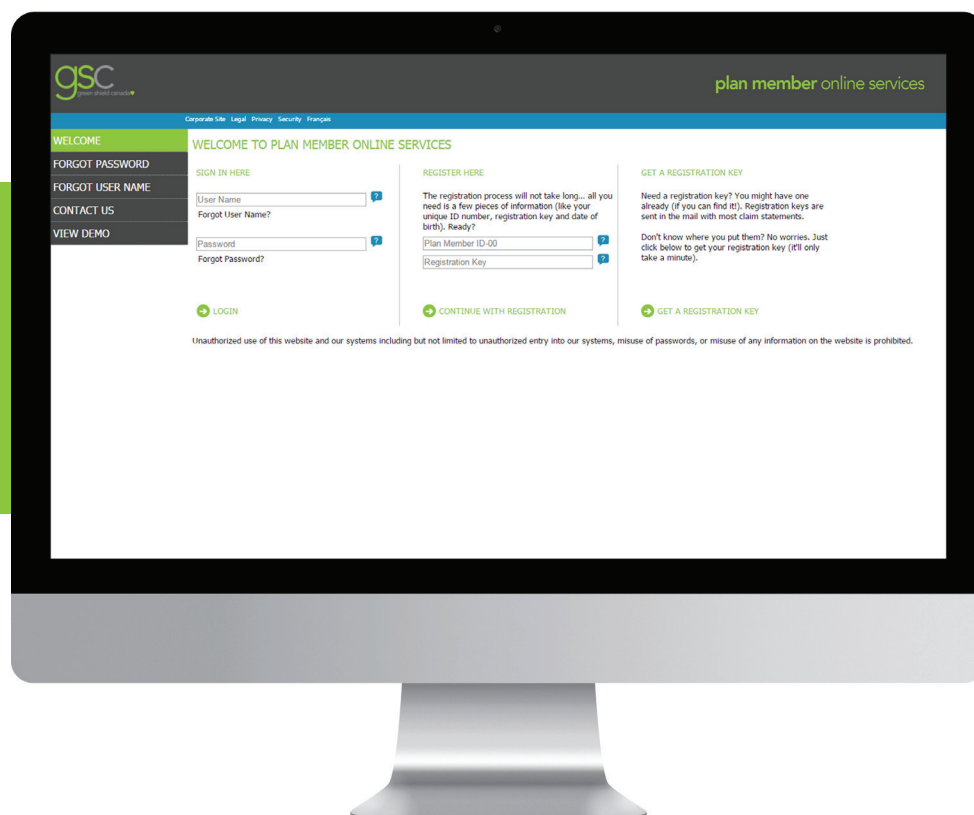 gsc
green shield canada
plan member online services
Corporate Site Legal Privacy Security Français
WELCOME
FORGOT PASSWORD
FORGOT USER NAME
CONTACT US
VIEW DEMO
WELCOME TO PLAN MEMBER ONLINE SERVICES
SIGN IN HERE
User Name
?
Forgot User Name?
Password
?
Forgot Password?
LOGIN
REGISTER HERE
The registration process will not take long... all you
need is a few pieces of information (like your
unique ID number, registration key and date of
birth). Ready?
Plan Member ID-00
?
Registration Key
?
CONTINUE WITH REGISTRATION
GET A REGISTRATION KEY
Need a registration key? You might have one
already (if you can find it!). Registration keys are
sent in the mail with most claim statements.
Don't know where you put them? No worries. Just
click below to get your registration key (it'll only
take a minute).
GET A REGISTRATION KEY
Unauthorized use of this website and our systems including but not limited to unauthorized entry into our systems, misuse of passwords, or misuse of any information on the website is prohibited.